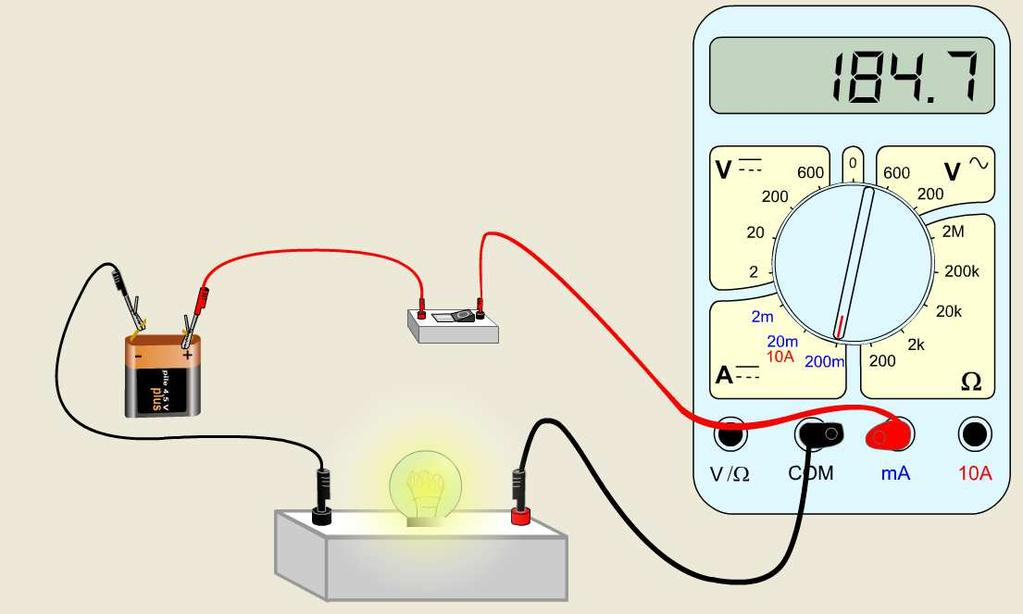 184.7
V
600
0
600
V
200
200
20
2M
2
200k
2m
20k
20m
10A
200m
200
2k
A
Ω
V/Ω
COM
mA
10A
-
+
pile 4,5 V
plus